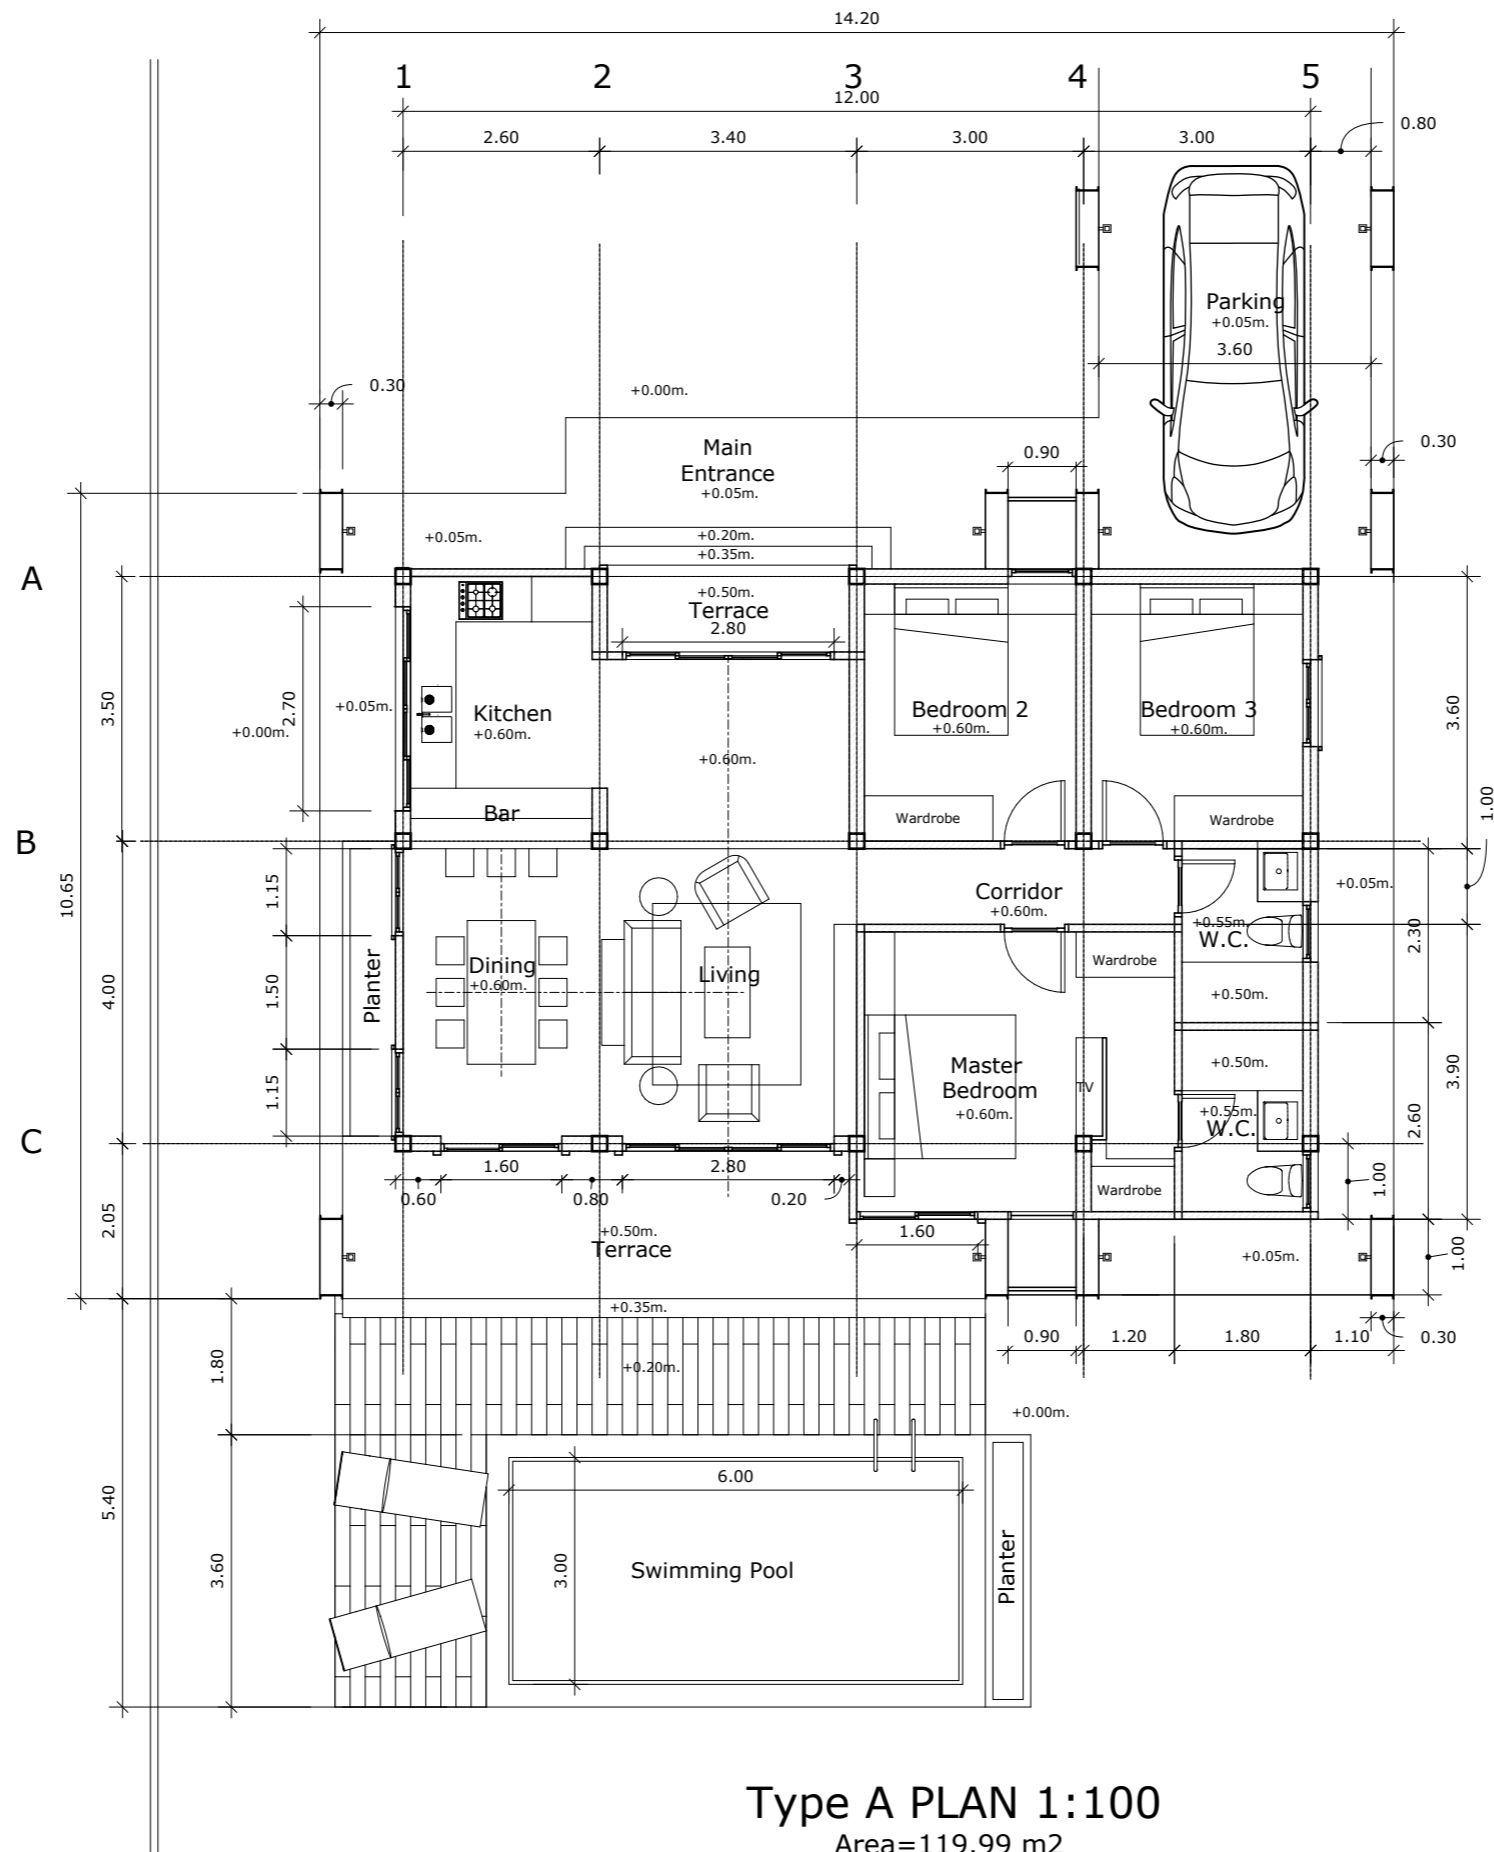 14.20
1 2 3 4 5
12.00
2.60 3.40 3.00 3.00 0.80
Parking
+0.05m.
3.60
0.30
+0.00m.
Main
Entrance
+0.05m.
0.90
0.30
+0.05m.
+0.20m.
+0.35m.
A
+0.50m.
Terrace
2.80
3.50
2.70
+0.05m.
+0.00m.
Kitchen
+0.60m.
+0.60m.
Bedroom 2
+0.60m.
Bedroom 3
+0.60m.
3.60
1.00
Bar
Wardrobe
Wardrobe
B
10.65
1.15
Corridor
+0.60m.
+0.05m.
+0.55m.
W.C.
2.30
4.00
1.50
Planter
Dining
+0.60m.
Living
Wardrobe
+0.50m.
1.15
Master
Bedroom
+0.60m.
TV
+0.50m.
3.90
+0.55m.
W.C.
2.60
C
1.60 2.80
0.60 0.80 0.20
Wardrobe
1.00
2.05
+0.50m.
Terrace
1.60
+0.05m.
1.00
+0.35m.
0.90 1.20 1.80 1.10 0.30
1.80
+0.20m.
+0.00m.
5.40
6.00
3.60
3.00
Swimming Pool
Planter
Type A PLAN 1:100
Area=119.99 m2